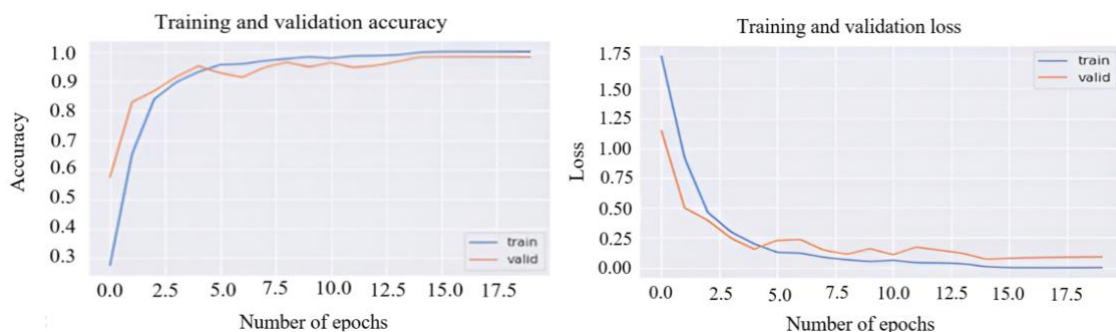 Training and validation accuracy
Accuracy
1.0
0.9
0.8
0.7
0.6
0.5
0.4
0.3
train
valid
0.0 2.5 5.0 7.5 10.0 12.5 15.0 17.5
Number of epochs
Training and validation loss
Loss
1.75
1.50
1.25
1.00
0.75
0.50
0.25
0.00
train
valid
0.0 2.5 5.0 7.5 10.0 12.5 15.0 17.5
Number of epochs